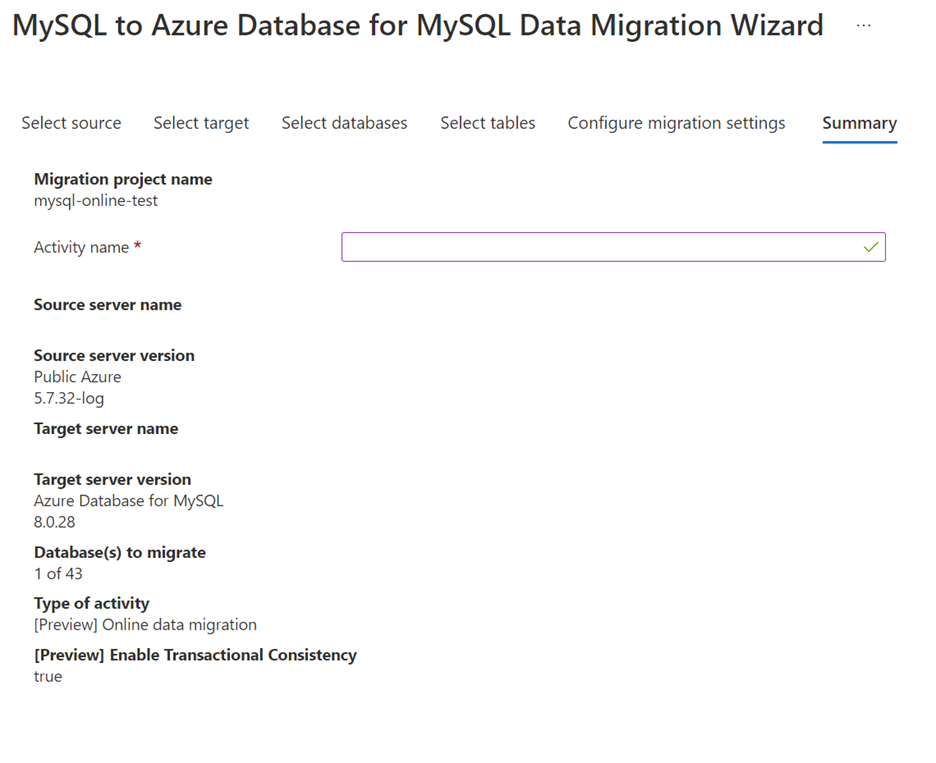 MySQL to Azure Database for MySQL Data Migration Wizard ...
Select source Select target Select databases Select tables Configure migration settings Summary
Migration project name
mysql-online-test
Activity name *
Source server name
Source server version
Public Azure
5.7.32-log
Target server name
Target server version
Azure Database for MySQL
8.0.28
Database(s) to migrate
1 of 43
Type of activity
[Preview] Online data migration
[Preview] Enable Transactional Consistency
true